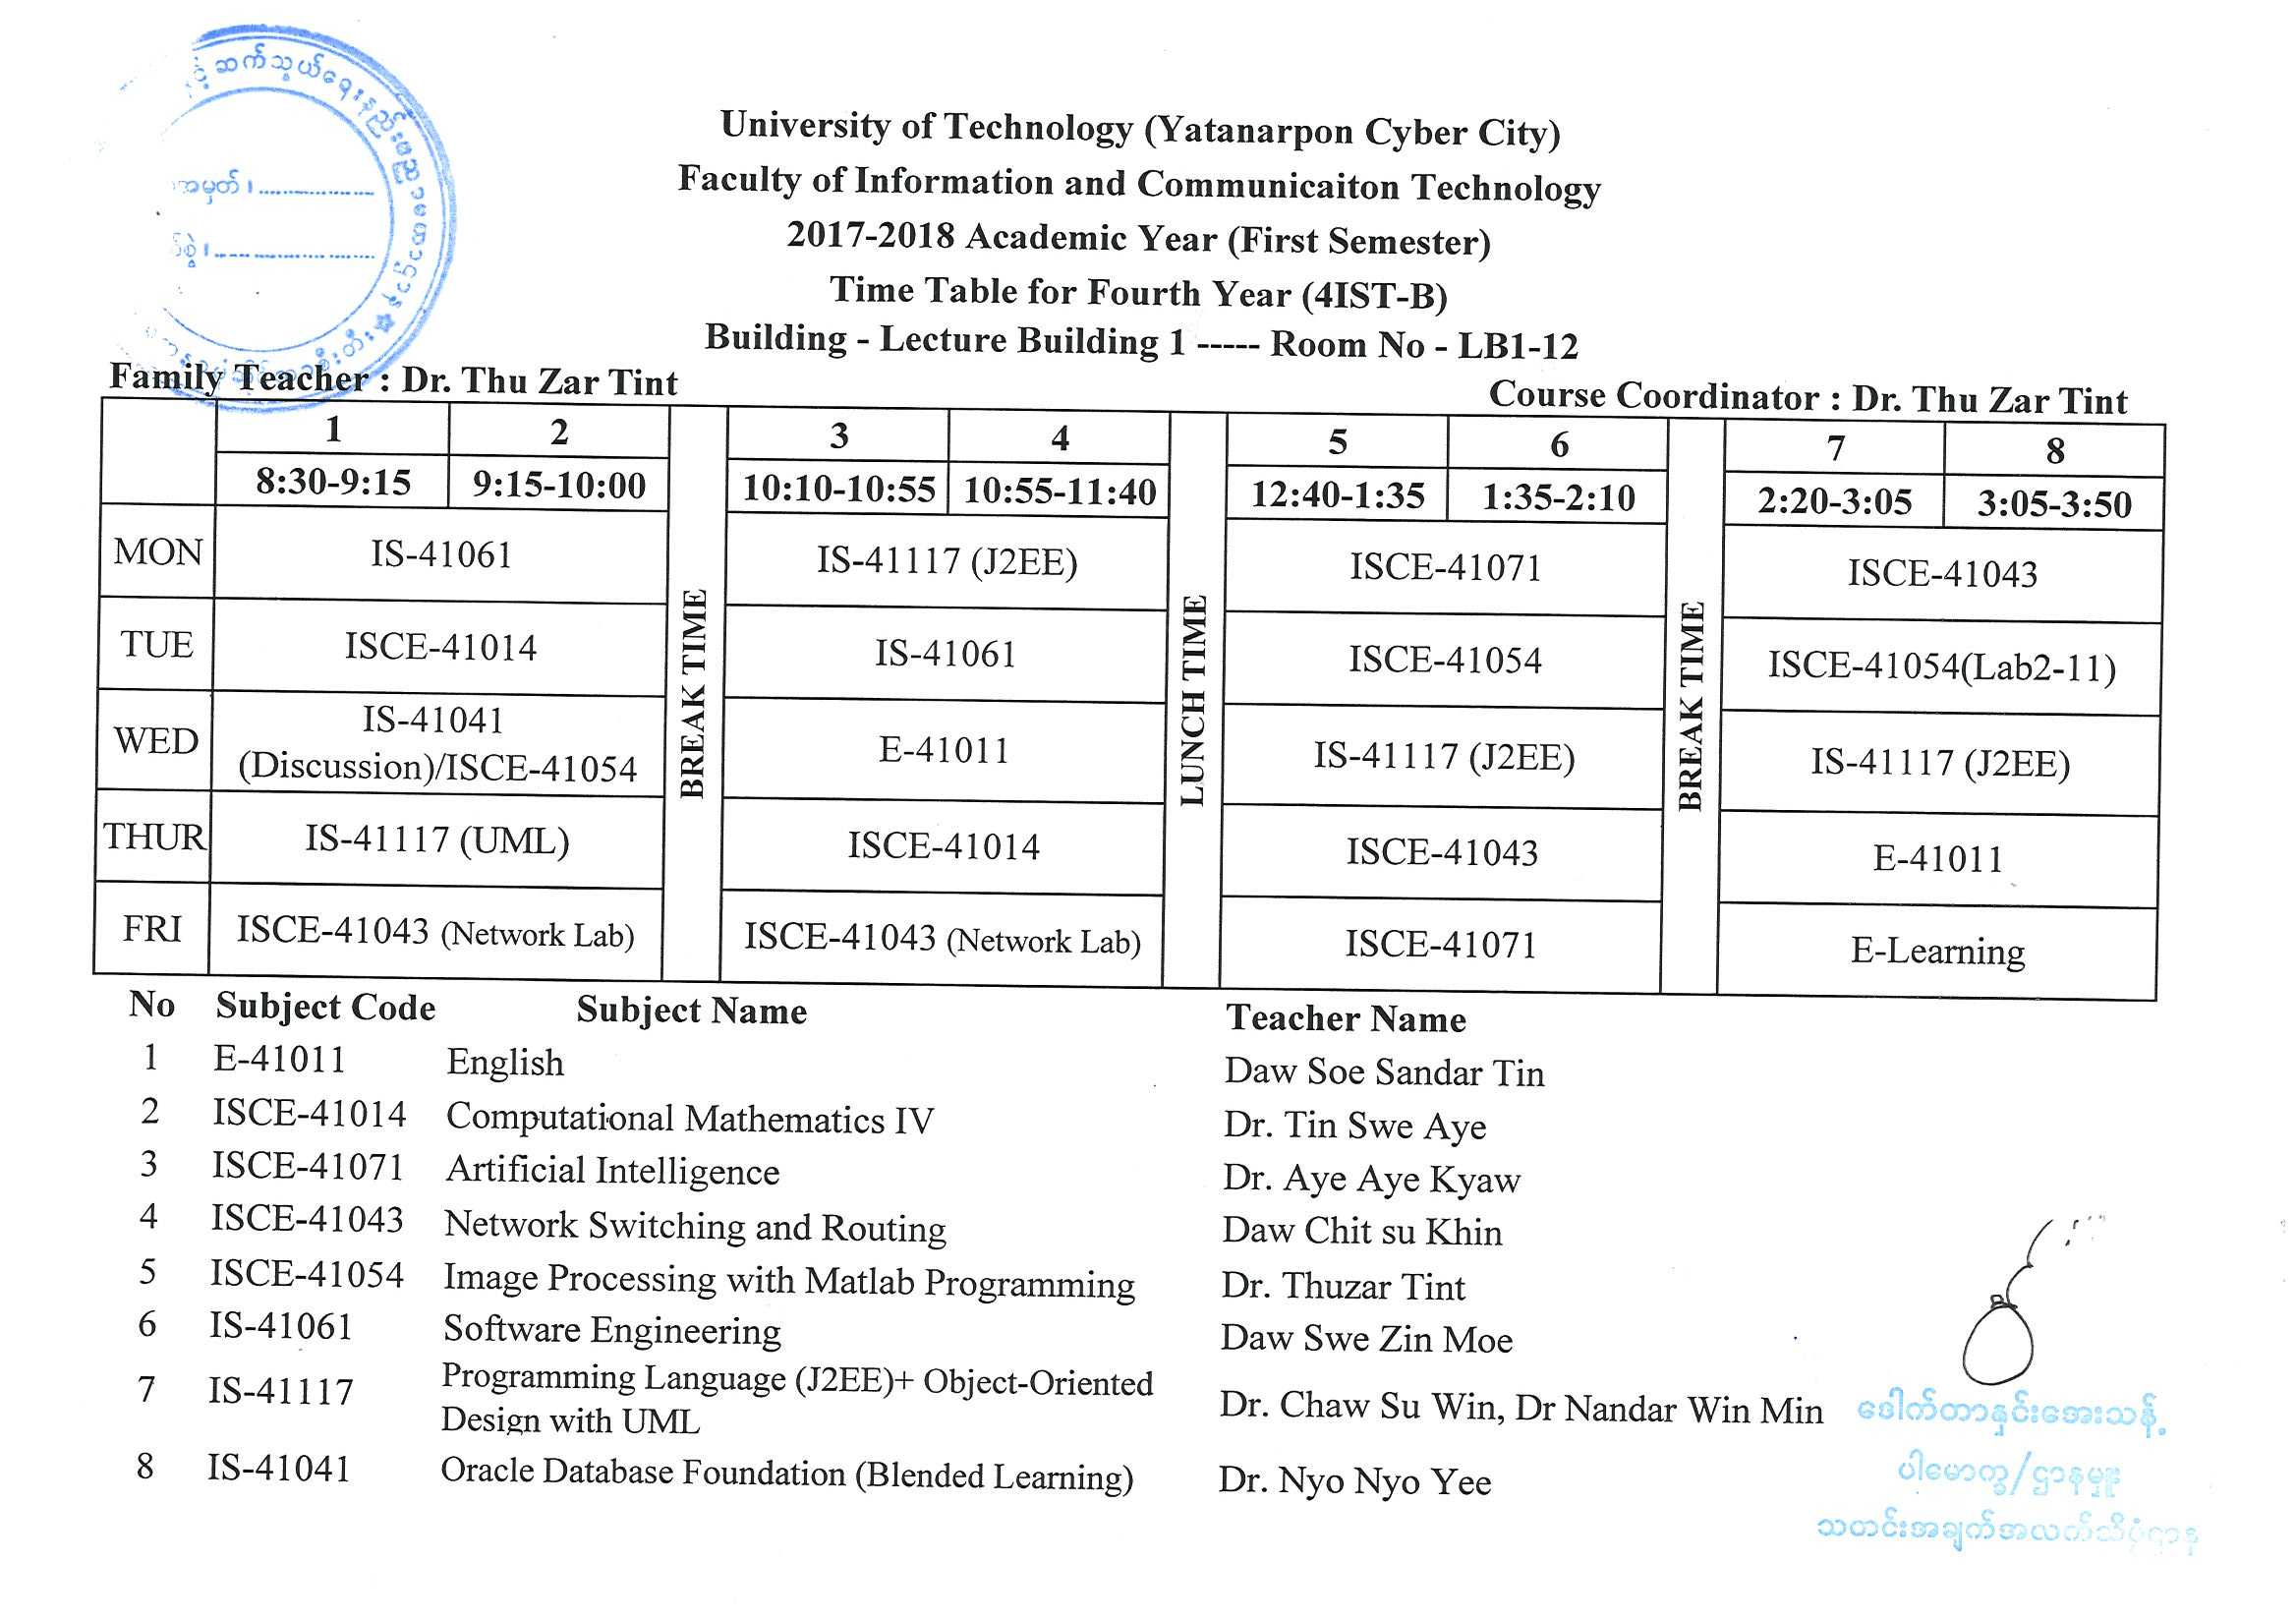 ဆက်သွယ်ရေးနည်းပညာတော
အမှတ်၊
University of Technology (Yatanarpon Cyber City)
Faculty of Information and Communicaiton Technology
2017-2018 Academic Year (First Semester)
Time Table for Fourth Year (4IST-B)
Building - Lecture Building 1 ----- Room No - LB1-12
Family Teacher : Dr. Thu Zar Tint
Course Coordinator : Dr. Thu Zar Tint
1 2 3 4 5 6 7 8
8:30-9:15 9:15-10:00 BREAK TIME 10:10-10:55 10:55-11:40 LUNCH TIME 12:40-1:35 1:35-2:10 BREAK TIME 2:20-3:05 3:05-3:50
MON IS-41061 IS-41117 (J2EE) ISCE-41071 ISCE-41043
TUE ISCE-41014 IS-41061 ISCE-41054 ISCE-41054(Lab2-11)
WED IS-41041
(Discussion)/ISCE-41054 E-41011 IS-41117 (J2EE) IS-41117 (J2EE)
THUR IS-41117 (UML) ISCE-41014 ISCE-41043 E-41011
FRI ISCE-41043 (Network Lab) ISCE-41043 (Network Lab) ISCE-41071 E-Learning
No Subject Code Subject Name Teacher Name
1 E-41011 English Daw Soe Sandar Tin
2 ISCE-41014 Computational Mathematics IV Dr. Tin Swe Aye
3 ISCE-41071 Artificial Intelligence Dr. Aye Aye Kyaw
4 ISCE-41043 Network Switching and Routing Daw Chit su Khin
5 ISCE-41054 Image Processing with Matlab Programming Dr. Thuzar Tint
6 IS-41061 Software Engineering Daw Swe Zin Moe
7 IS-41117 Programming Language (J2EE)+ Object-Oriented
Design with UML Dr. Chaw Su Win, Dr Nandar Win Min
8 IS-41041 Oracle Database Foundation (Blended Learning) Dr. Nyo Nyo Yee
ဒေါက်တာနှင်းအေးသန့်
ပါမောက္ခ/ဌာနမှူး
သတင်းအချက်အလက်သိပ္ပံဌာန